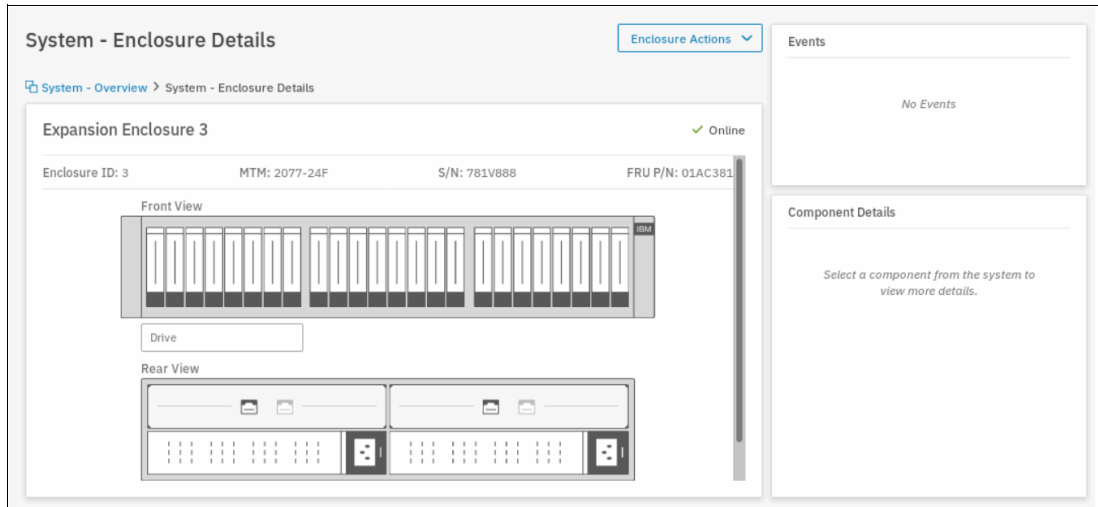 System - Enclosure Details
Enclosure Actions
System - Overview > System - Enclosure Details
Expansion Enclosure 3
Online
Enclosure ID: 3 MTM: 2077-24F S/N: 781V888 FRU P/N: 01AC381
Front View
IBM
Drive
Rear View
Events
No Events
Component Details
Select a component from the system to
view more details.